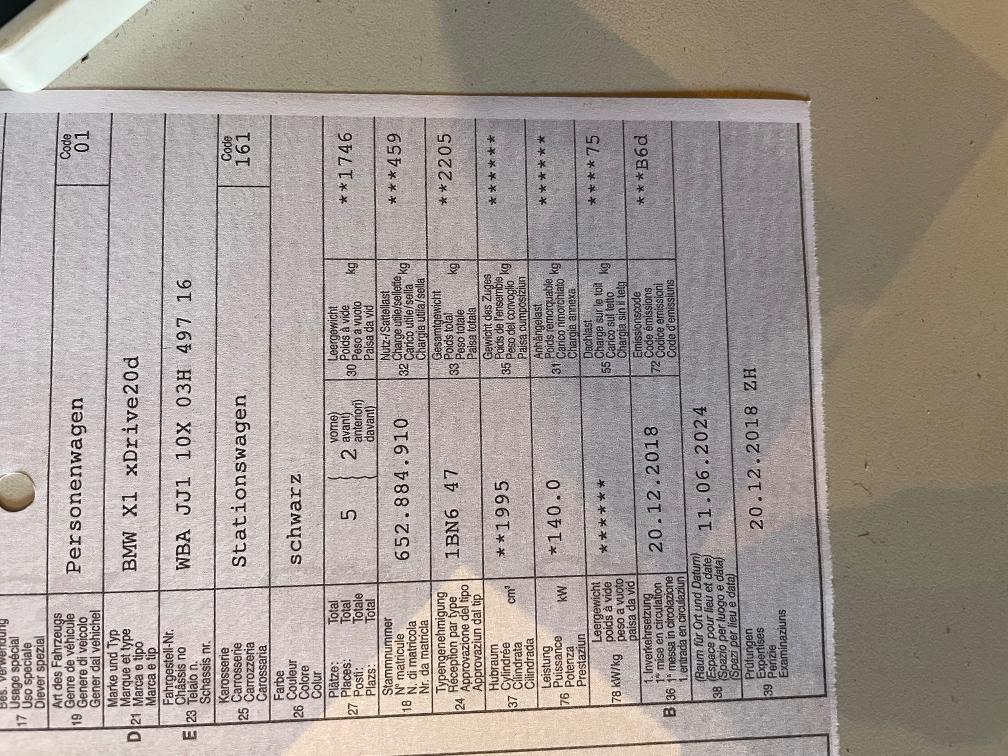 Bes. Verwendung
17 Usage spécial
Uso speciale
Diever spezial
Art des Fahrzeugs
19 Genre de véhicule
Genere di veicolo
Gener dal vehichel
Personenwagen
Code
01
Marke und Typ
D 21 Marque et type
Marca e tipo
Marca e tip
BMW X1 xDrive20d
Fahrgestell-Nr.
E 23 Châssis no
Telaio n.
Schassis nr.
WBA JJ1 10X 03H 497 16
Karosserie
25 Carrosserie
Carrozzeria
Carossaria
Stationswagen
Code
161
Farbe
26 Couleur
Colore
Colur
schwarz
Plätze: Total
27 Places: Total
Posti: Totale
Plazs: Total
5
2
vorne)
avant)
anteriori)
davant)
30 Leergewicht
Poids à vide
Peso a vuoto
Paisa da vid
kg
**1746
Stammnummer
18 N° matricule
N. di matricola
Nr. da matricla
652.884.910
32 Nutz-/Sattellast
Charge utile/sellette
Carico utile/sella
Chargia utila/sella
kg
***459
Typengenehmigung
24 Réception par type
Approvazione del tipo
Approvaziun dal tip
1BN6 47
33 Gesamtgewicht
Poids total
Peso totale
Paisa totala
kg
**2205
Hubraum
37 Cylindrée
Cilindrata
Cilindrada
cm³
**1995
35 Gewicht des Zuges
Poids de l'ensemble
Peso del convoglio
Paisa cumposiziun
kg
******
Leistung
76 Puissance
Potenza
Prestaziun
kW
*140.0
31 Anhängelast
Poids remorquable
Carico rimorchiato
Chargia annexa
kg
******
78 kW/kg
Leergewicht
poids à vide
peso a vuoto
paisa da vid
******
55 Dachlast
Charge sur le toit
Carico sul tetto
Chargia sin il tetg
kg
****75
B 36 1. Inverkehrsetzung
1re mise en circulation
1a messa in circolazione
1. entrada en circulaziun
20.12.2018
72 Emissionscode
Code émissions
Codice emissioni
Code d'emissiuns
***B6d
38 (Raum für Ort und Datum)
(Espace pour lieu et date)
(Spazio per luogo e data)
(Spazi per lieu e data)
11.06.2024
39 Prüfungen
Expertises
Perizie
Examinaziuns
20.12.2018 ZH